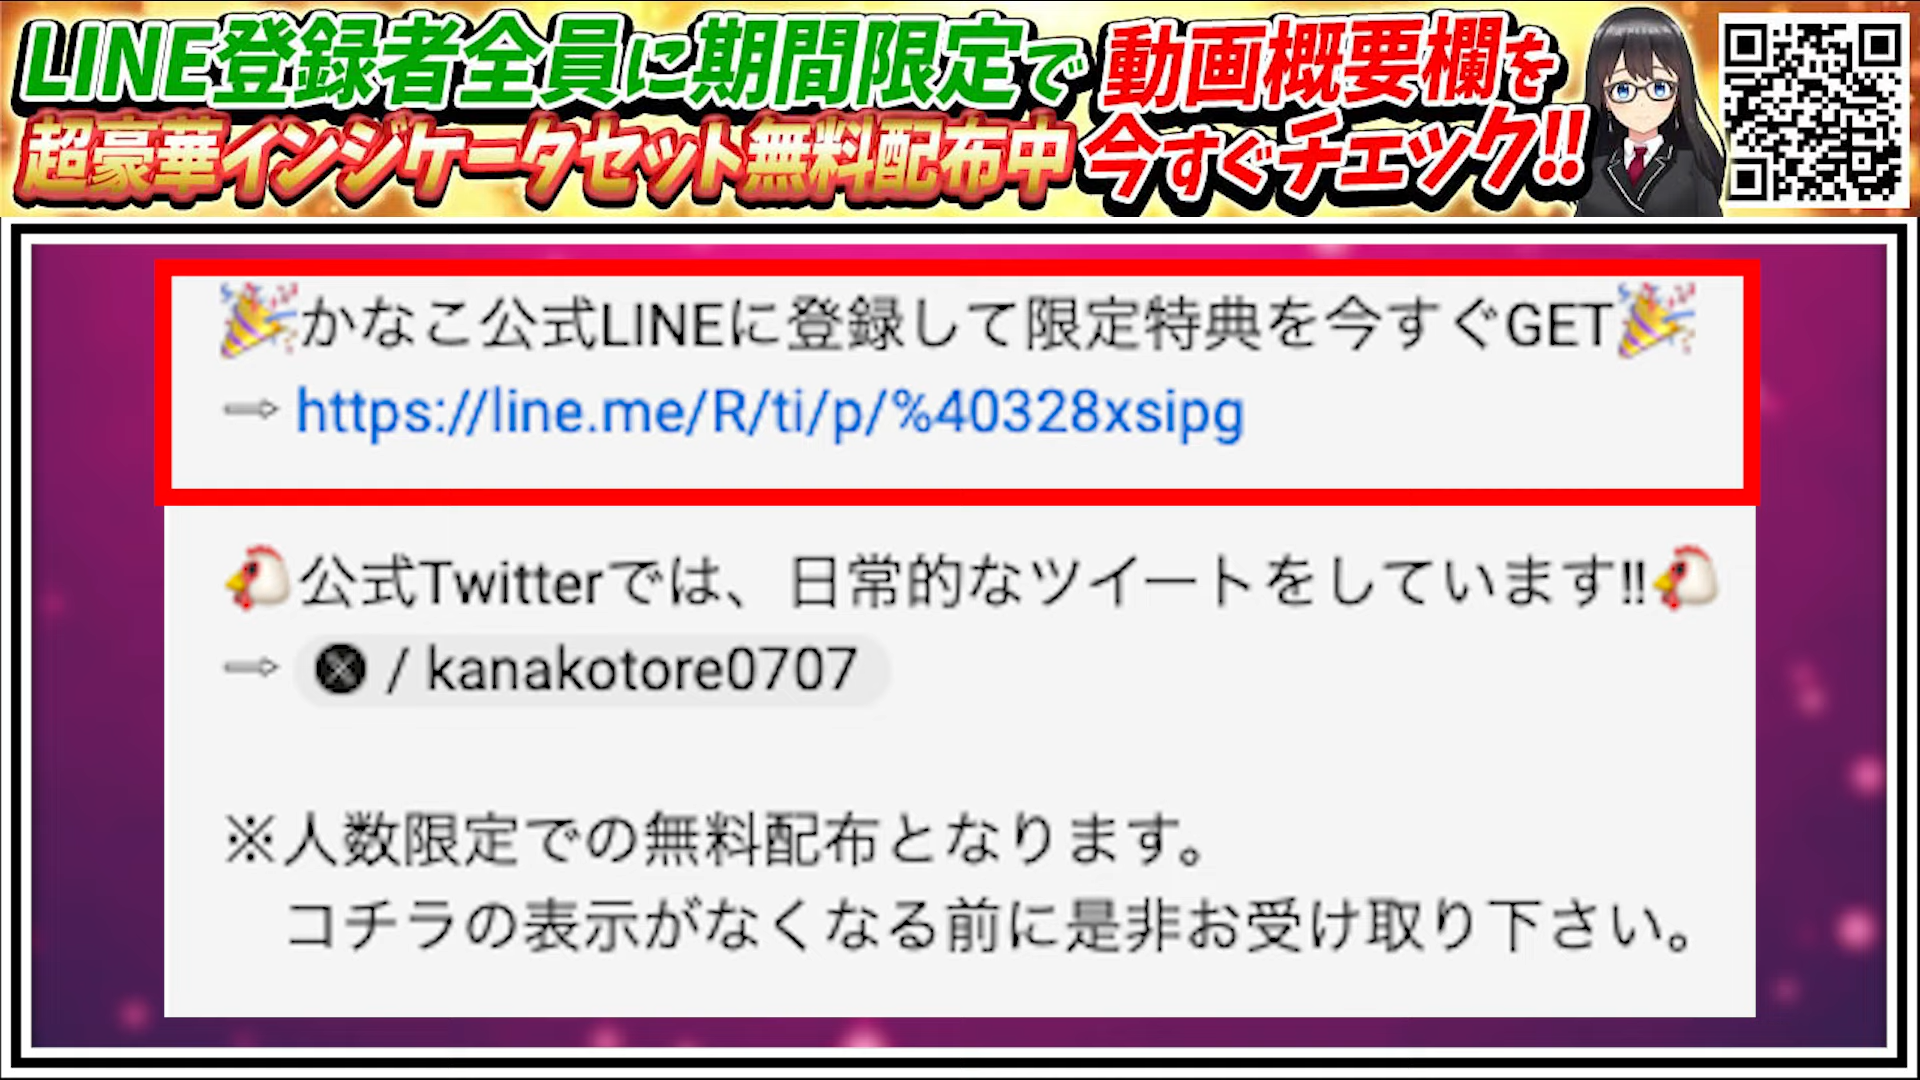 LINE登録者全員に期間限定で
超豪華インジケータセット無料配布中
動画概要欄を
今すぐチェック!!
🎉かなこ公式LINEに登録して限定特典を今すぐGET🎉
⇨ https://line.me/R/ti/p/%40328xsipg
🐔公式Twitterでは、日常的なツイートをしています‼🐔
⇨ / kanakotore0707
※人数限定での無料配布となります。
コチラの表示がなくなる前に是非お受け取り下さい。